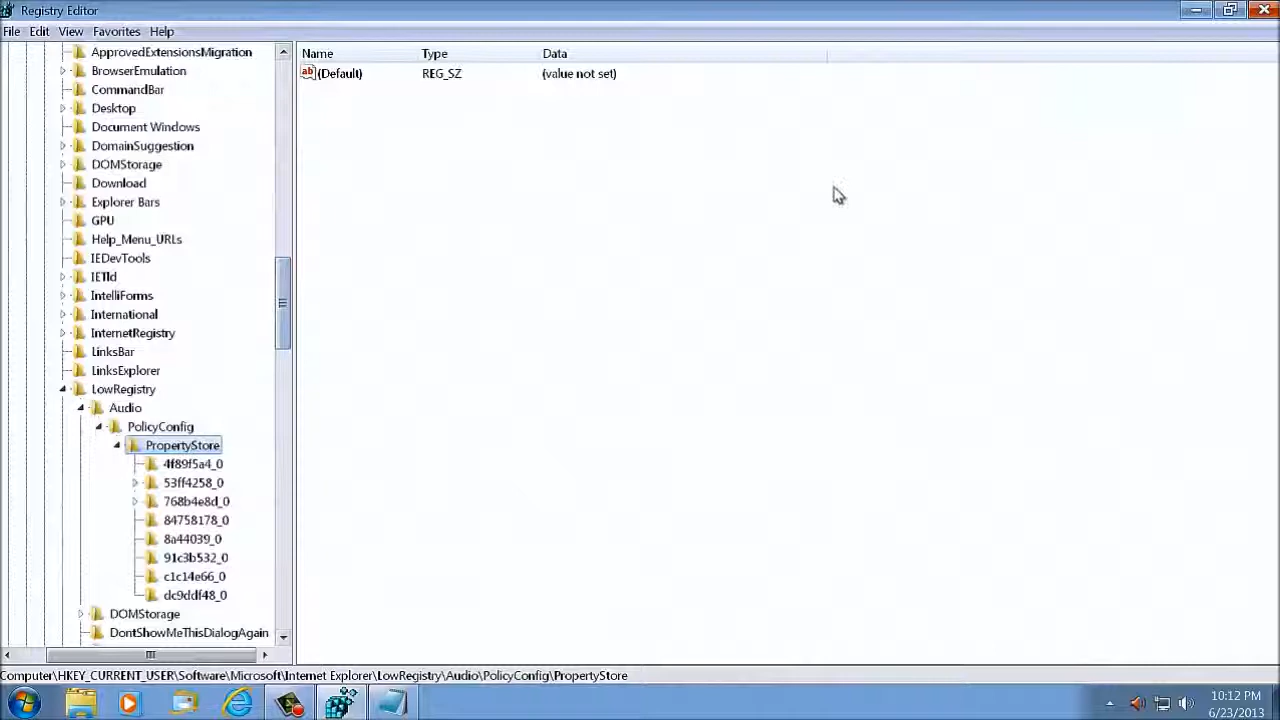 Registry Editor
File Edit View Favorites Help
Name Type Data
(Default) REG_SZ (value not set)
ApprovedExtensionsMigration
BrowserEmulation
CommandBar
Desktop
Document Windows
DomainSuggestion
DOMStorage
Download
Explorer Bars
GPU
Help_Menu_URLs
IEDevTools
IETld
IntelliForms
International
InternetRegistry
LinksBar
LinksExplorer
LowRegistry
Audio
PolicyConfig
PropertyStore
4f89f5a4_0
53ff4258_0
768b4e8d_0
84758178_0
8a44039_0
91c3b532_0
c1c14e66_0
dc9ddf48_0
DOMStorage
DontShowMeThisDialogAgain
Computer\HKEY_CURRENT_USER\Software\Microsoft\Internet Explorer\LowRegistry\Audio\PolicyConfig\PropertyStore
10:12 PM
6/23/2013